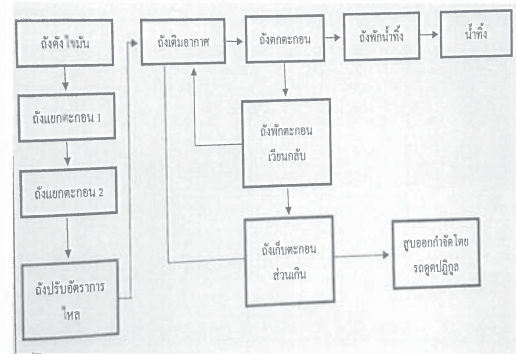 ถังดักไขมัน
ถังแยกตะกอน 1
ถังแยกตะกอน 2
ถังปรับอัตราการ
ไหล
ถังเติมอากาศ
ถังตกตะกอน
ถังพักน้ำทิ้ง
น้ำทิ้ง
ถังพักตะกอน
เวียนกลับ
ถังเก็บตะกอน
ส่วนเกิน
สูบออกกำจัดโดย
รถดูดปฏิกูล